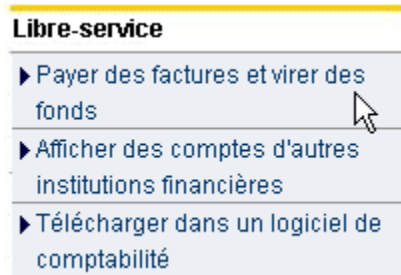 Libre-service
Payer des factures et virer des
fonds
Afficher des comptes d'autres
institutions financières
Télécharger dans un logiciel de
comptabilité